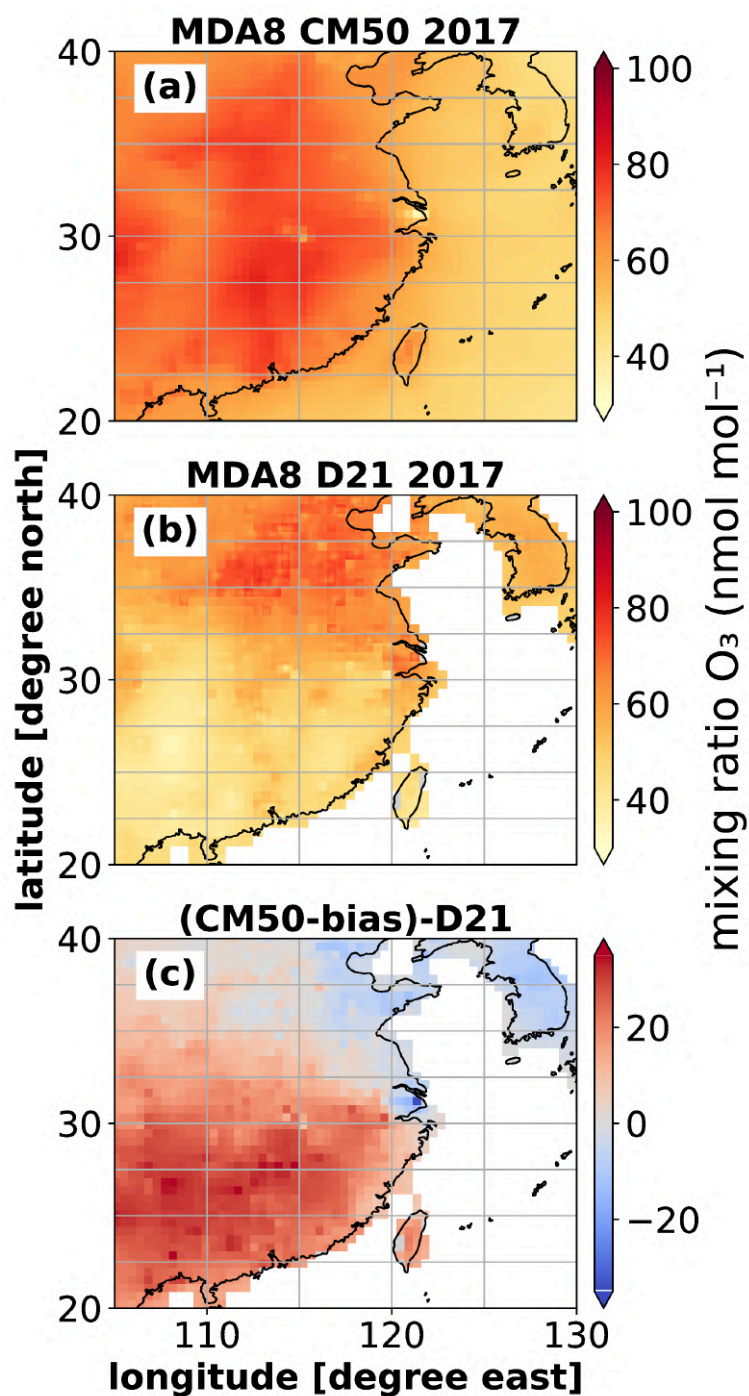 MDA8 CM50 2017
(a)
40
30
20
100
80
60
40
MDA8 D21 2017
(b)
40
30
20
100
80
60
40
(CM50-bias)-D21
(c)
40
30
20
20
0
−20
110
120
130
longitude [degree east]
latitude [degree north]
mixing ratio O₃ (nmol mol⁻¹)